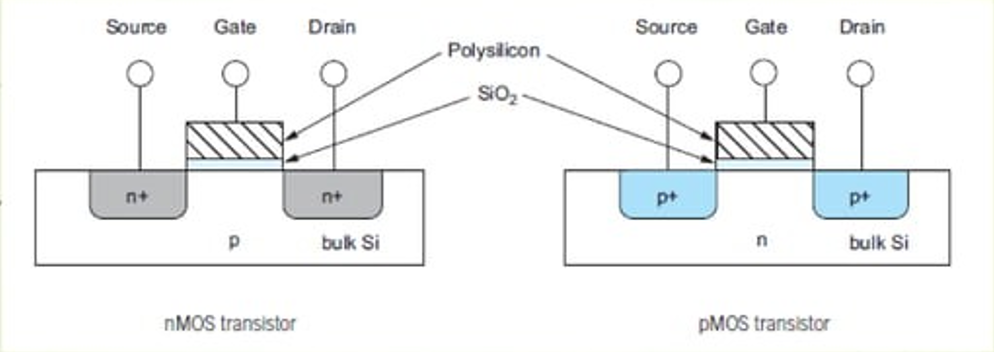 Source Gate Drain
Source Gate Drain
Polysilicon
SiO₂
n+ n+
p bulk Si
p+ p+
n bulk Si
nMOS transistor
pMOS transistor